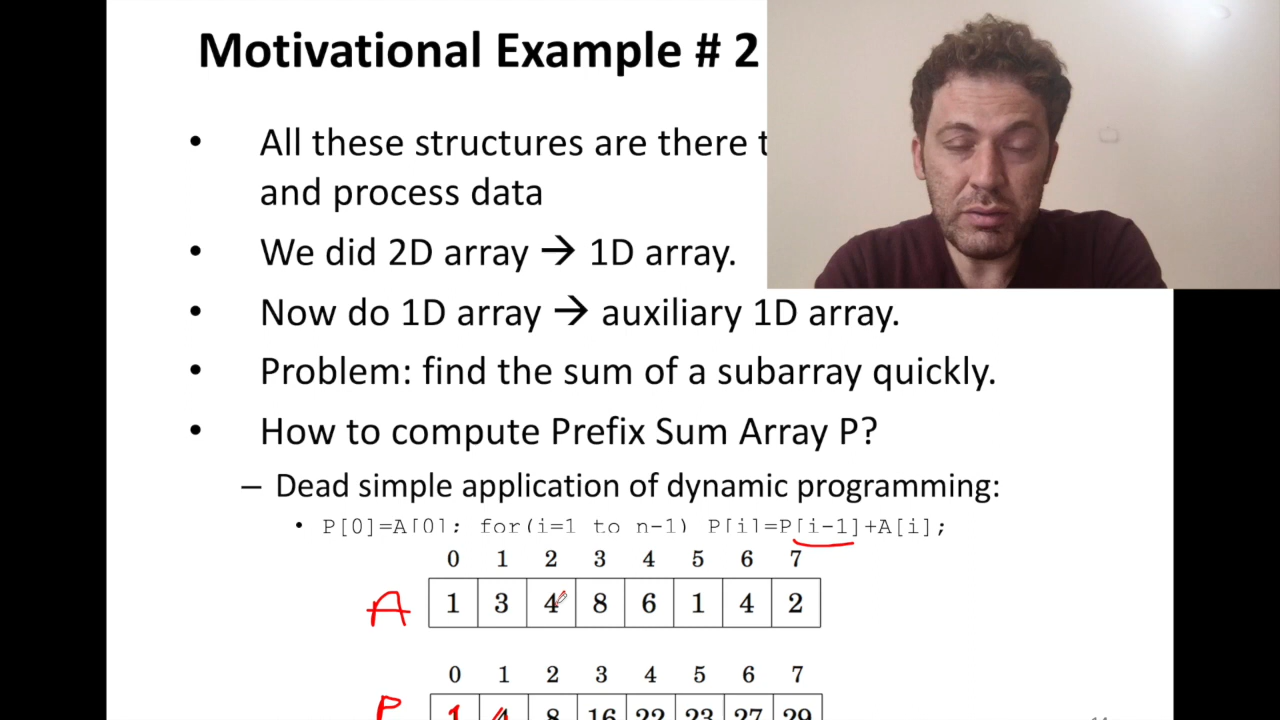 Motivational Example # 2
• All these structures are there t
and process data
• We did 2D array → 1D array.
• Now do 1D array → auxiliary 1D array.
• Problem: find the sum of a subarray quickly.
• How to compute Prefix Sum Array P?
– Dead simple application of dynamic programming:
• P[0]=A[0]; for(i=1 to n-1) P[i]=P[i-1]+A[i];
0 1 2 3 4 5 6 7
A 1 3 4 8 6 1 4 2
0 1 2 3 4 5 6 7
P 1 4 8 16 22 23 27 29